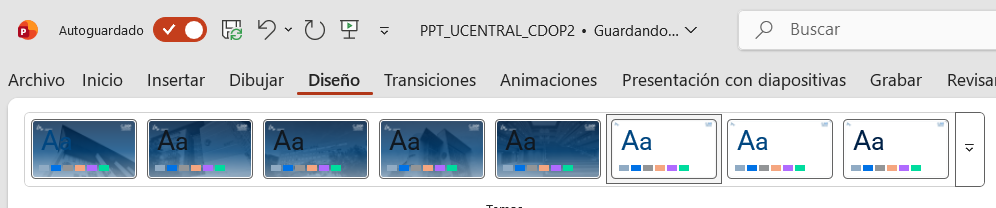 Autoguardado PPT_UCENTRAL_CDOP2 • Guardando... Buscar
Archivo Inicio Insertar Dibujar Diseño Transiciones Animaciones Presentación con diapositivas Grabar Revisar
Aa Aa Aa Aa Aa Aa Aa Aa
Temas